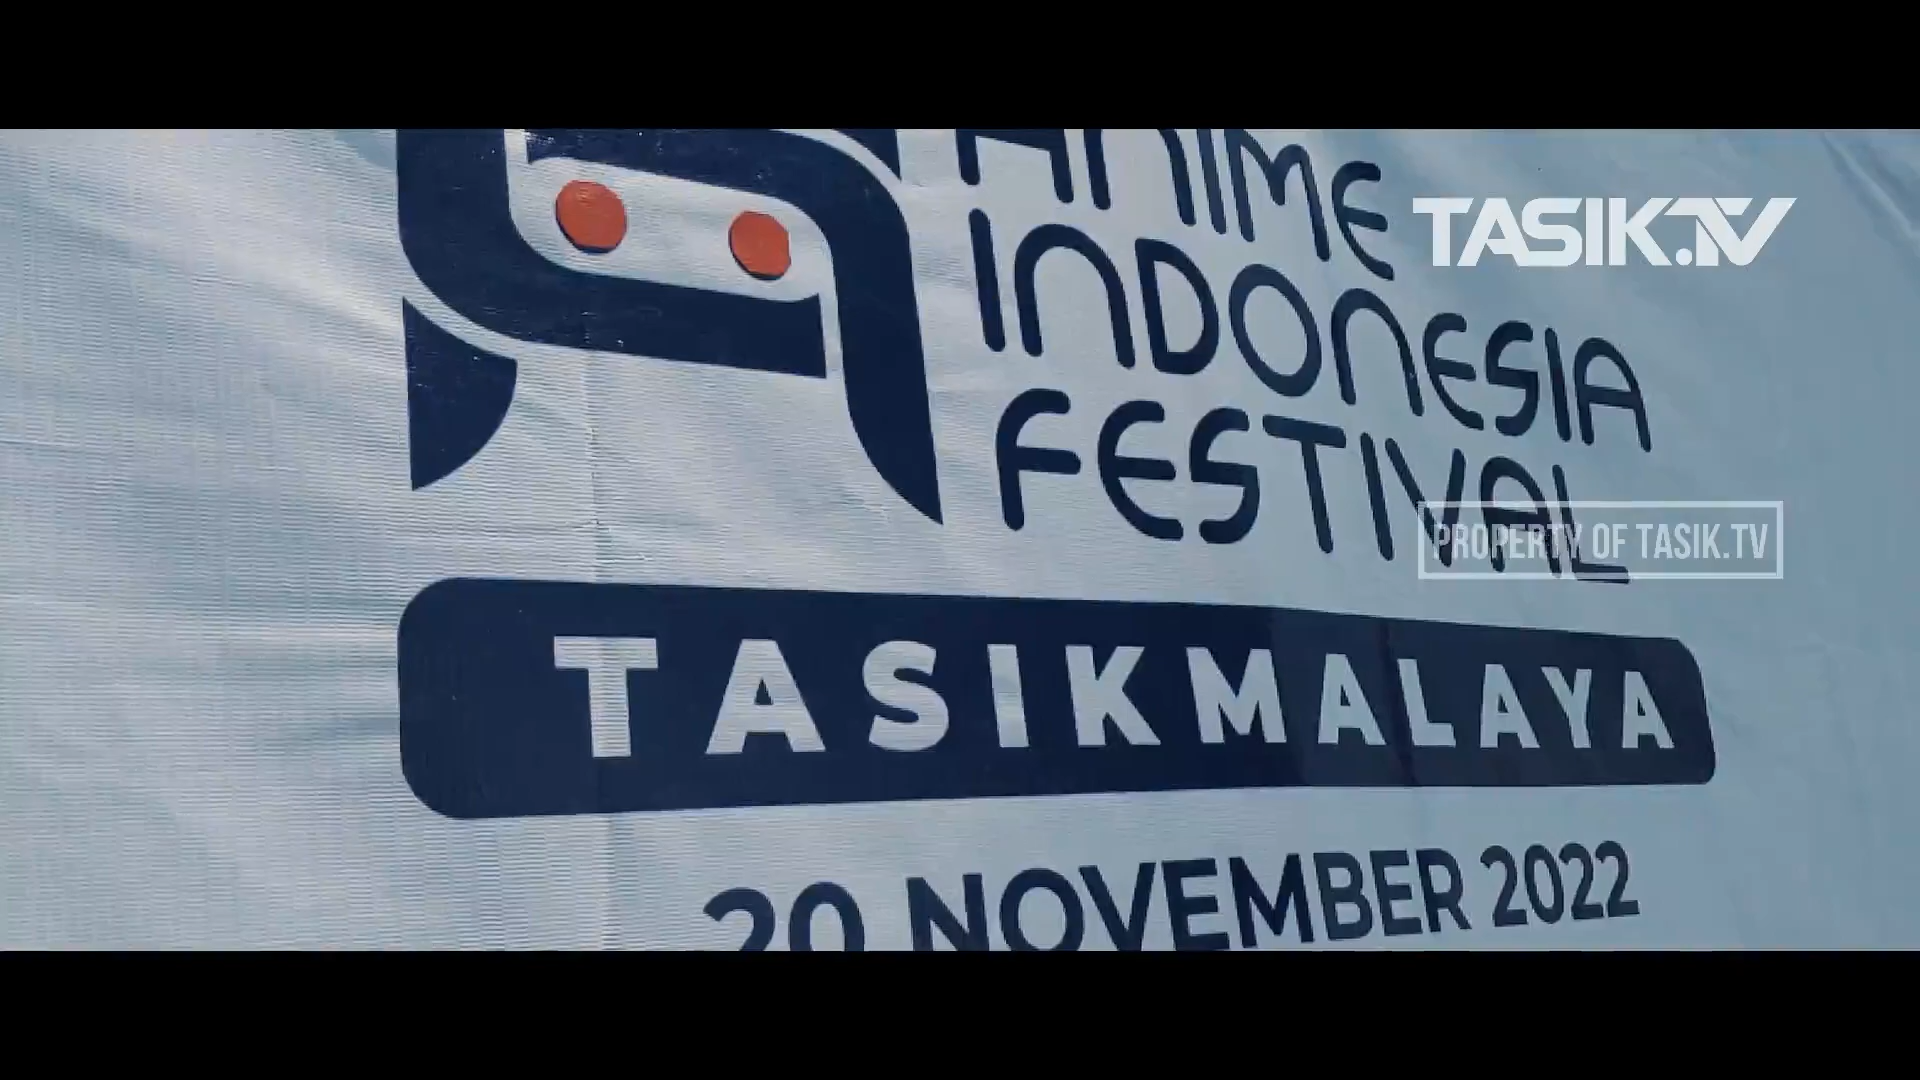 ANIME
INDONESIA
FESTIVAL
TASIK.TV
PROPERTY OF TASIK.TV
TASIKMALAYA
20 NOVEMBER 2022